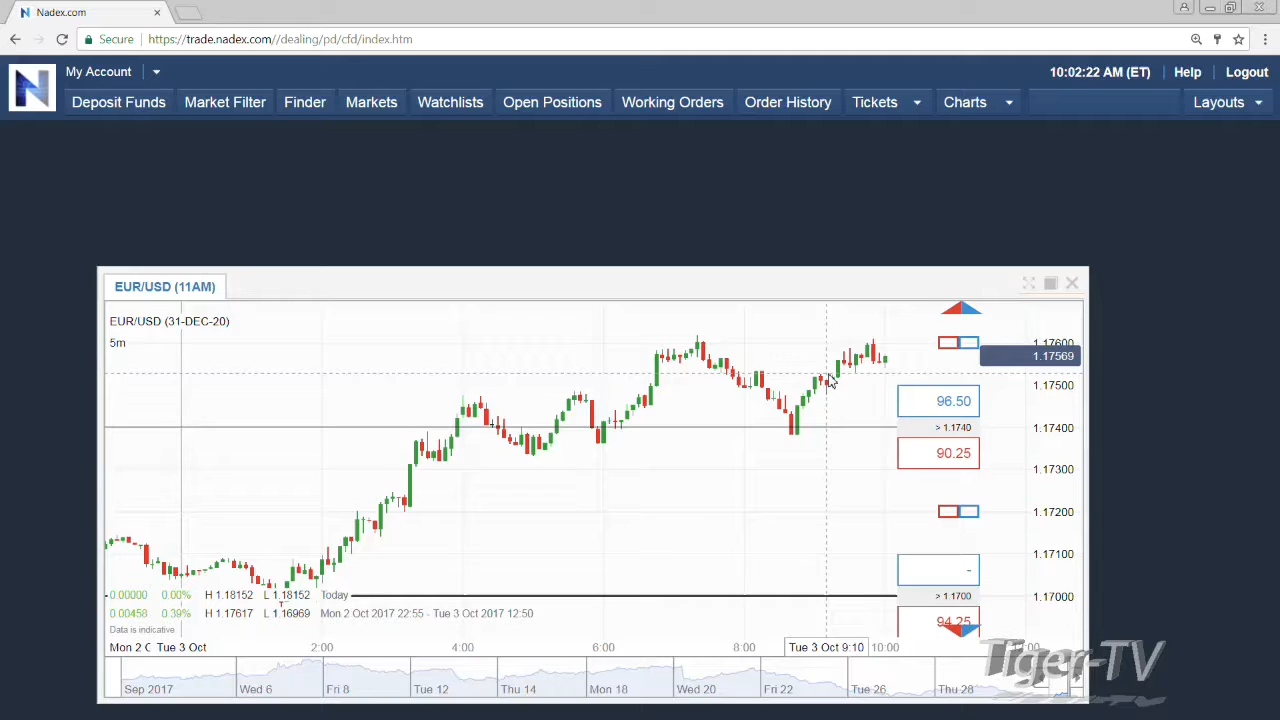 Nadex.com
Secure
https://trade.nadex.com//dealing/pd/cfd/index.htm
My Account
10:02:22 AM (ET)
Help
Logout
N
Deposit Funds
Market Filter
Finder
Markets
Watchlists
Open Positions
Working Orders
Order History
Tickets
Charts
Layouts
EUR/USD (11AM)
EUR/USD (31-DEC-20)
5m
1.17600
1.17569
1.17500
96.50
> 1.1740
1.17400
90.25
1.17300
1.17200
1.17100
-
> 1.1700
1.17000
94.25
0.00000 0.00% H 1.18152 L 1.18152 Today
0.00458 0.39% H 1.17617 L 1.16969 Mon 2 Oct 2017 22:55 - Tue 3 Oct 2017 12:50
Data is indicative
Mon 2 O Tue 3 Oct 2:00 4:00 6:00 8:00 Tue 3 Oct 9:10 10:00
Sep 2017 Wed 6 Fri 8 Tue 12 Thu 14 Mon 18 Wed 20 Fri 22 Tue 26 Thu 28
Tiger-TV